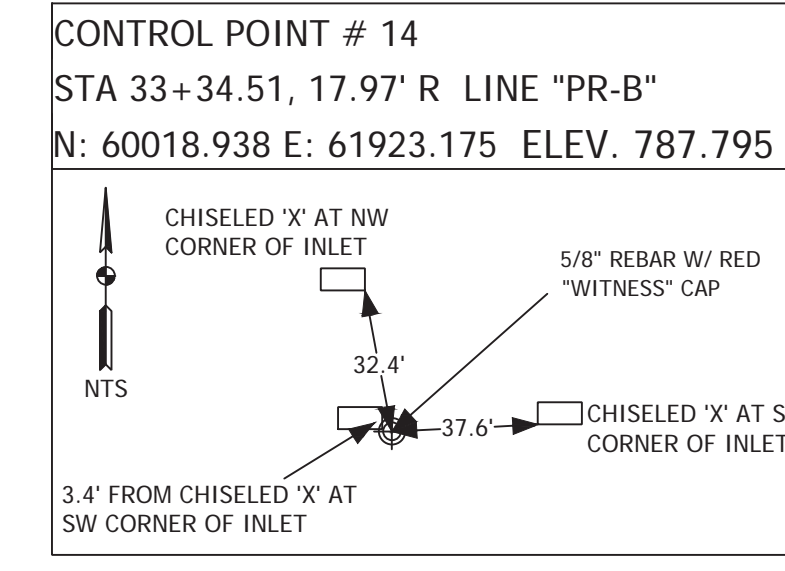 CONTROL POINT # 14
STA 33+34.51, 17.97' R LINE "PR-B"
N: 60018.938 E: 61923.175 ELEV. 787.795
CHISELED 'X' AT NW
CORNER OF INLET
5/8" REBAR W/ RED
"WITNESS" CAP
NTS
32.4'
37.6'
CHISELED 'X' AT S
CORNER OF INLET
3.4' FROM CHISELED 'X' AT
SW CORNER OF INLET